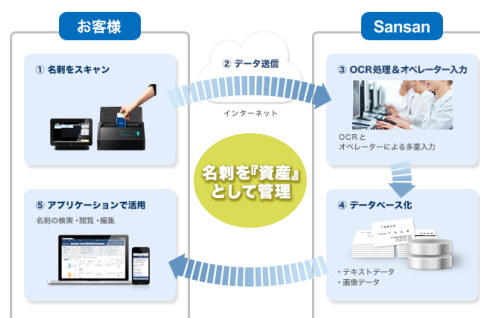 お客様
Sansan
① 名刺をスキャン
② データ送信
インターネット
③ OCR処理&オペレーター入力
OCRと
オペレーターによる多重入力
名刺を『資産』
として管理
④ データベース化
・テキストデータ
・画像データ
⑤ アプリケーションで活用
名刺の検索・閲覧・編集